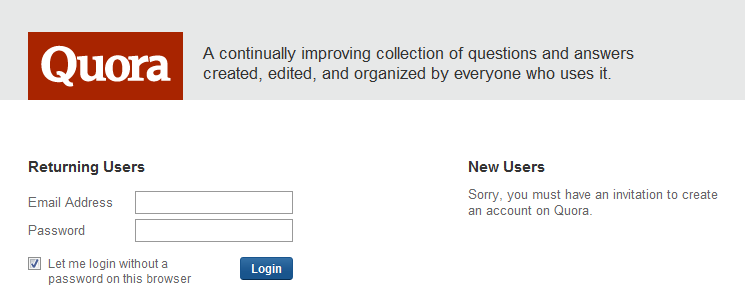 Quora
A continually improving collection of questions and answers
created, edited, and organized by everyone who uses it.
Returning Users
Email Address
Password
Let me login without a
password on this browser
Login
New Users
Sorry, you must have an invitation to create
an account on Quora.